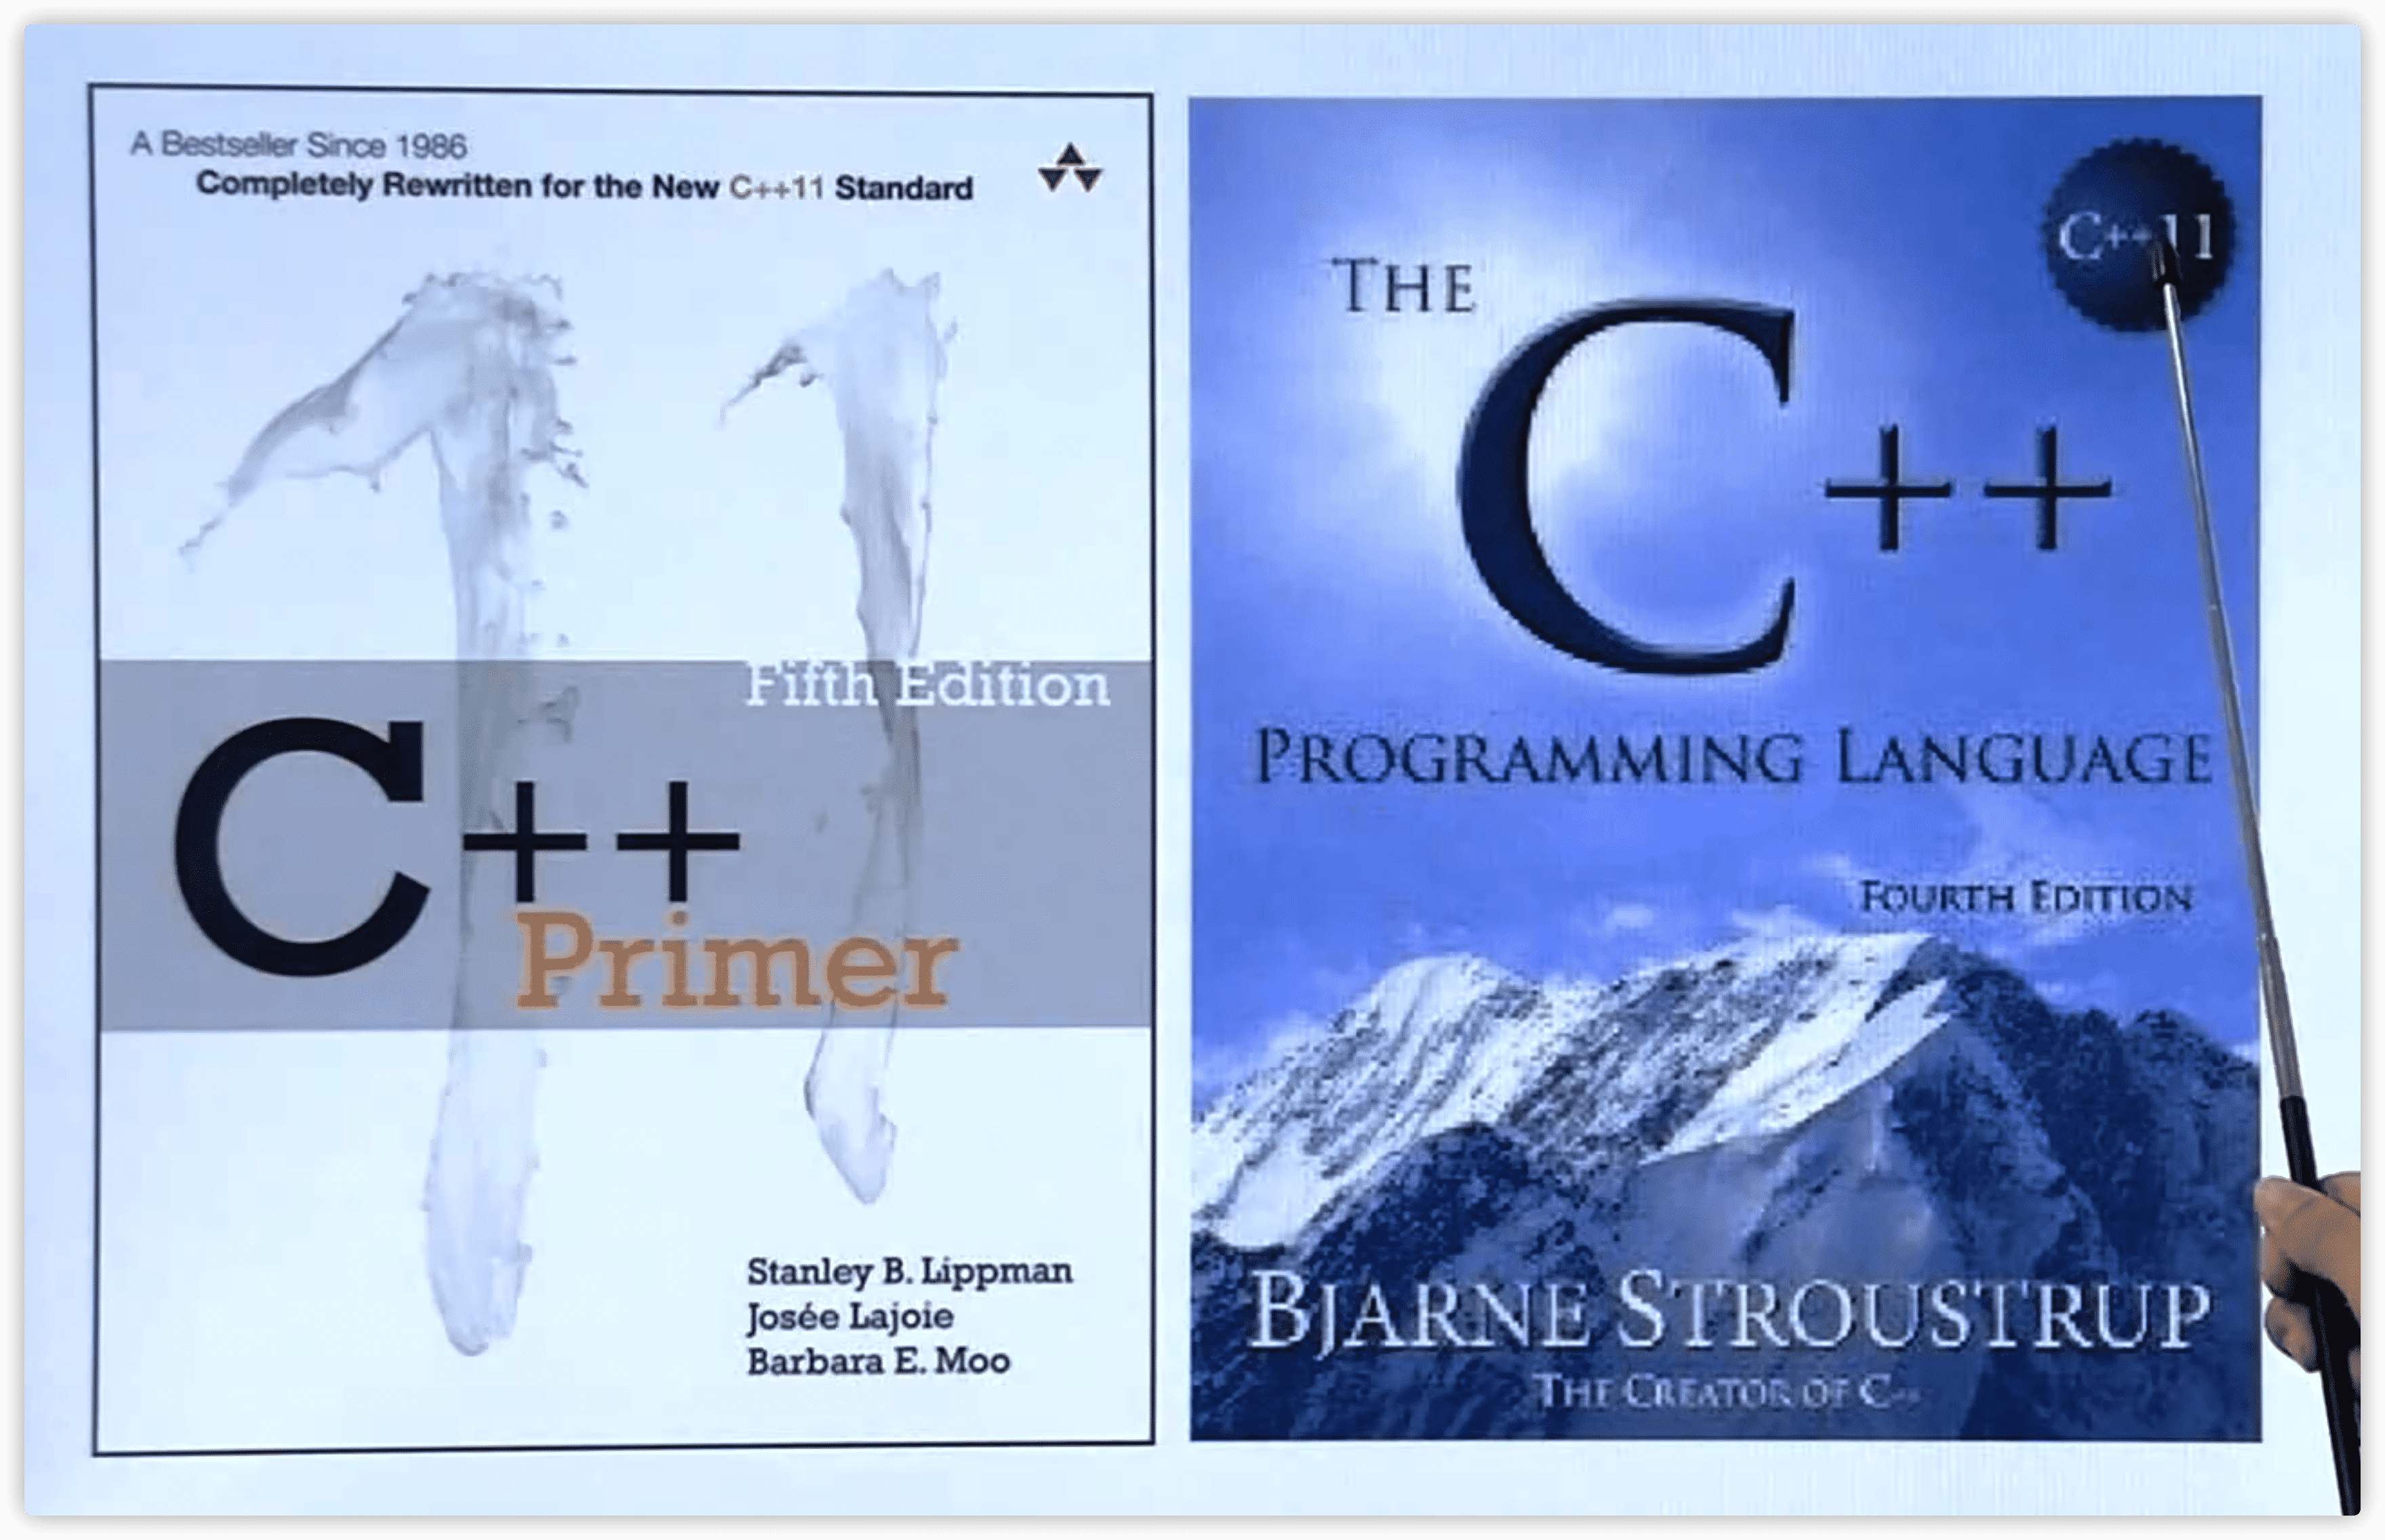 A Bestseller Since 1986
Completely Rewritten for the New C++11 Standard
Fifth Edition
C++
Primer
Stanley B. Lippman
Josée Lajoie
Barbara E. Moo
C++11
THE
C++
PROGRAMMING LANGUAGE
FOURTH EDITION
BJARNE STROUSTRUP
THE CREATOR OF C++